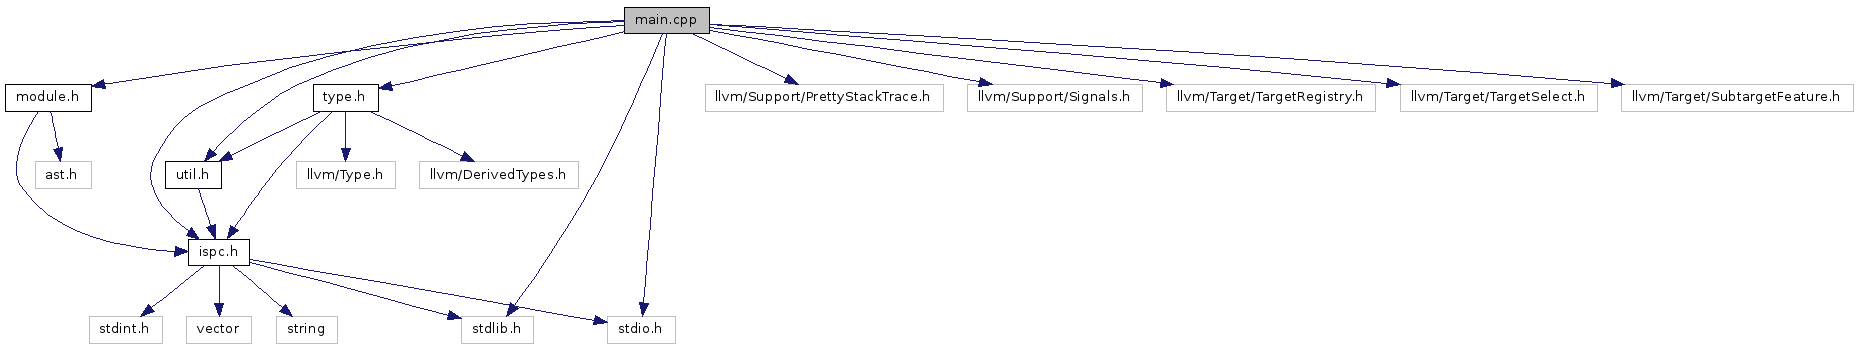 main.cpp
module.h
type.h
llvm/Support/PrettyStackTrace.h
llvm/Support/Signals.h
llvm/Target/TargetRegistry.h
llvm/Target/TargetSelect.h
llvm/Target/SubtargetFeature.h
ast.h
util.h
llvm/Type.h
llvm/DerivedTypes.h
ispc.h
stdint.h
vector
string
stdlib.h
stdio.h